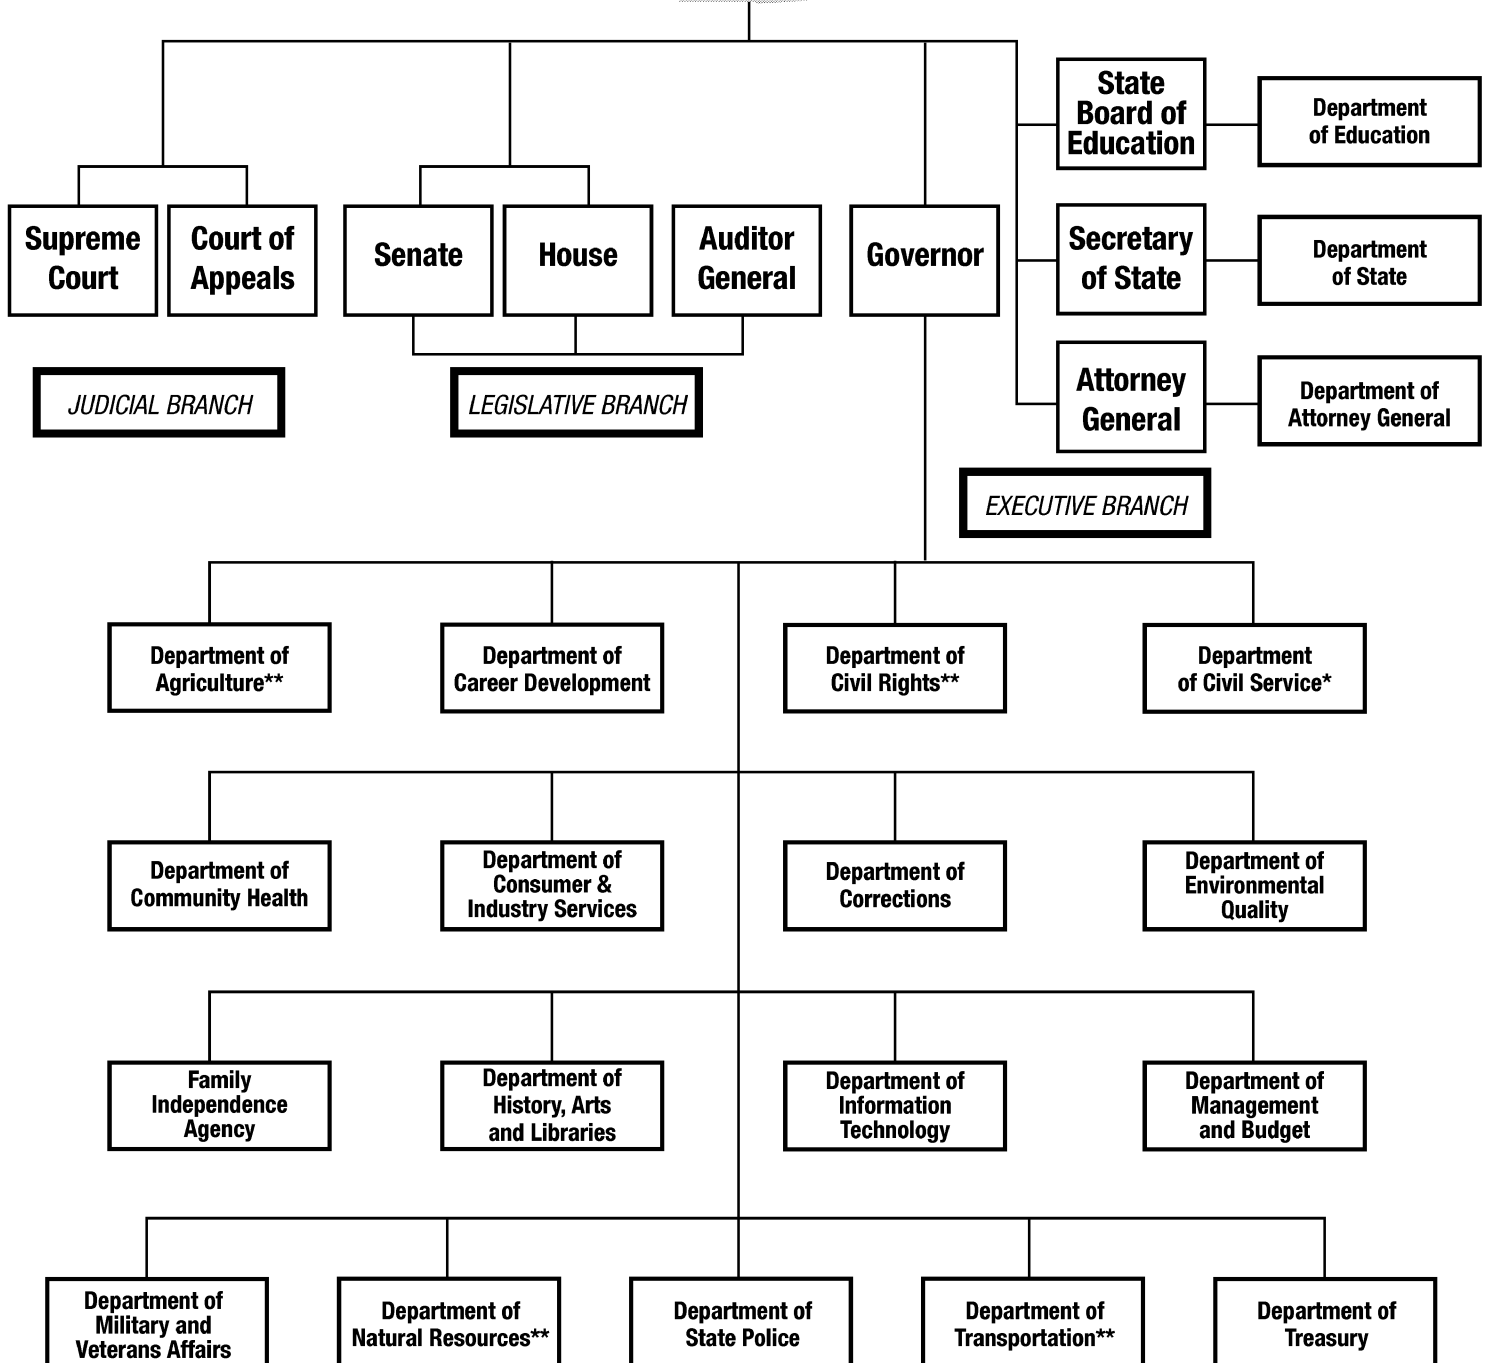 State
Board of
Education
Department
of Education
Supreme
Court
Court of
Appeals
Senate
House
Auditor
General
Governor
Secretary
of State
Department
of State
JUDICIAL BRANCH
LEGISLATIVE BRANCH
Attorney
General
Department of
Attorney General
EXECUTIVE BRANCH
Department of
Agriculture**
Department of
Career Development
Department of
Civil Rights**
Department
of Civil Service*
Department of
Community Health
Department of
Consumer &
Industry Services
Department of
Corrections
Department of
Environmental
Quality
Family
Independence
Agency
Department of
History, Arts
and Libraries
Department of
Information
Technology
Department of
Management
and Budget
Department of
Military and
Veterans Affairs
Department of
Natural Resources**
Department of
State Police
Department of
Transportation**
Department of
Treasury